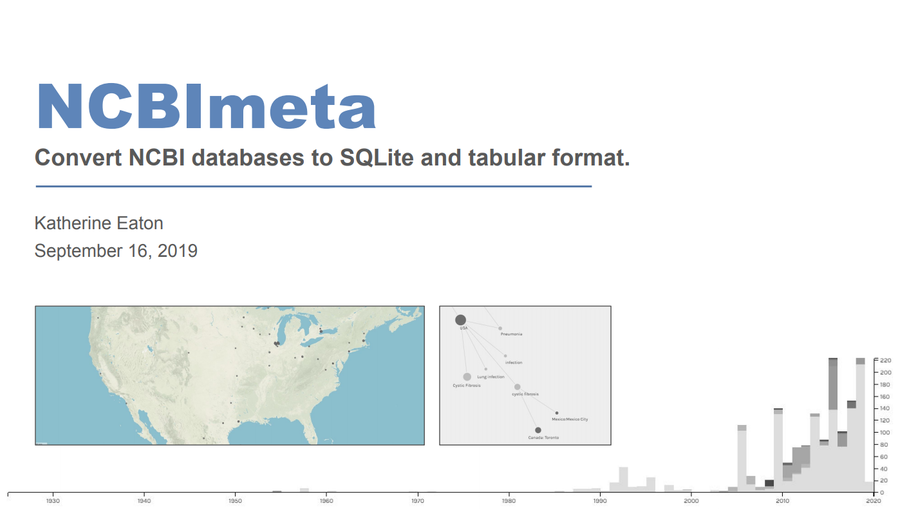 NCBImeta
Convert NCBI databases to SQLite and tabular format.
Katherine Eaton
September 16, 2019
USA
Pneumonia
Infection
Lung Infection
Cystic Fibrosis
cystic fibrosis
Mexico:Mexico City
Canada: Toronto
220
200
180
160
140
120
100
80
60
40
20
0
1930 1940 1950 1960 1970 1980 1990 2000 2010 2020